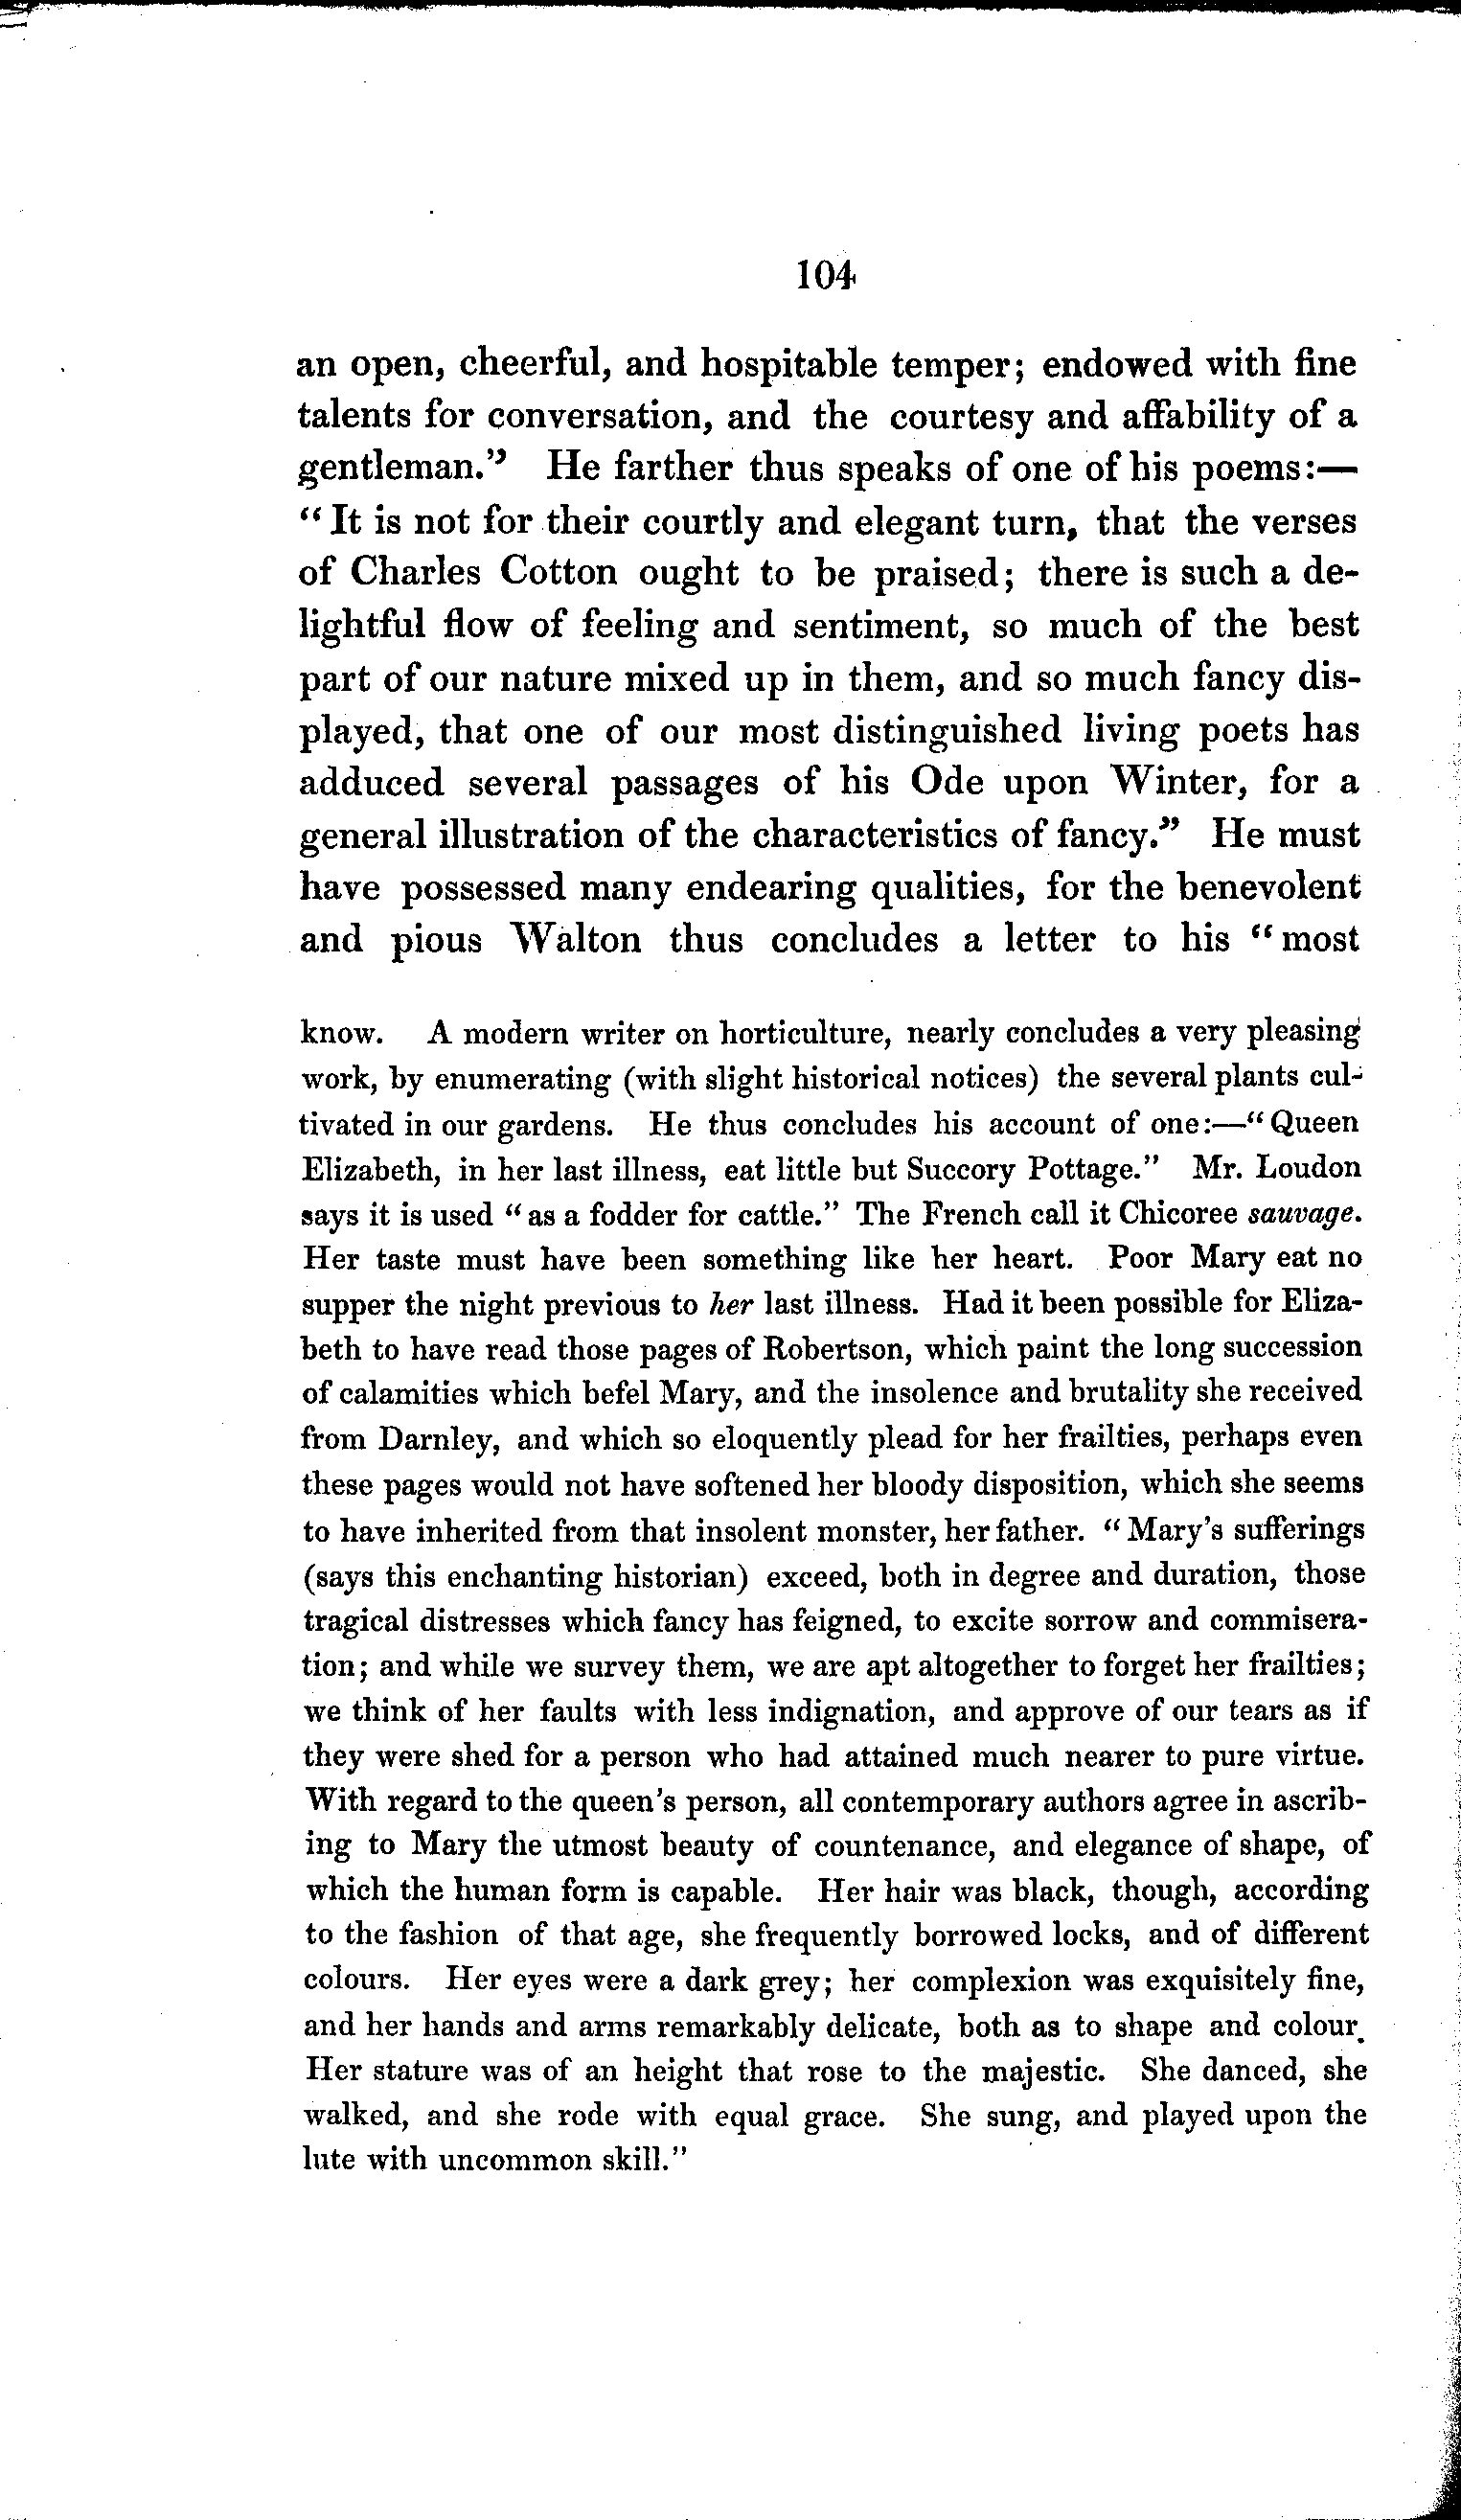 104
an open, cheerful, and hospitable temper; endowed with fine
talents for conversation, and the courtesy and affability of a
gentleman." He farther thus speaks of one of his poems:—
"It is not for their courtly and elegant turn, that the verses
of Charles Cotton ought to be praised; there is such a de-
lightful flow of feeling and sentiment, so much of the best
part of our nature mixed up in them, and so much fancy dis-
played, that one of our most distinguished living poets has
adduced several passages of his Ode upon Winter, for a
general illustration of the characteristics of fancy." He must
have possessed many endearing qualities, for the benevolent
and pious Walton thus concludes a letter to his "most
know. A modern writer on horticulture, nearly concludes a very pleasing
work, by enumerating (with slight historical notices) the several plants cul-
tivated in our gardens. He thus concludes his account of one:—"Queen
Elizabeth, in her last illness, eat little but Succory Pottage." Mr. Loudon
says it is used "as a fodder for cattle." The French call it Chicoree sauvage.
Her taste must have been something like her heart. Poor Mary eat no
supper the night previous to her last illness. Had it been possible for Eliza-
beth to have read those pages of Robertson, which paint the long succession
of calamities which befel Mary, and the insolence and brutality she received
from Darnley, and which so eloquently plead for her frailties, perhaps even
these pages would not have softened her bloody disposition, which she seems
to have inherited from that insolent monster, her father. "Mary's sufferings
(says this enchanting historian) exceed, both in degree and duration, those
tragical distresses which fancy has feigned, to excite sorrow and commisera-
tion; and while we survey them, we are apt altogether to forget her frailties;
we think of her faults with less indignation, and approve of our tears as if
they were shed for a person who had attained much nearer to pure virtue.
With regard to the queen's person, all contemporary authors agree in ascrib-
ing to Mary the utmost beauty of countenance, and elegance of shape, of
which the human form is capable. Her hair was black, though, according
to the fashion of that age, she frequently borrowed locks, and of different
colours. Her eyes were a dark grey; her complexion was exquisitely fine,
and her hands and arms remarkably delicate, both as to shape and colour.
Her stature was of an height that rose to the majestic. She danced, she
walked, and she rode with equal grace. She sung, and played upon the
lute with uncommon skill."